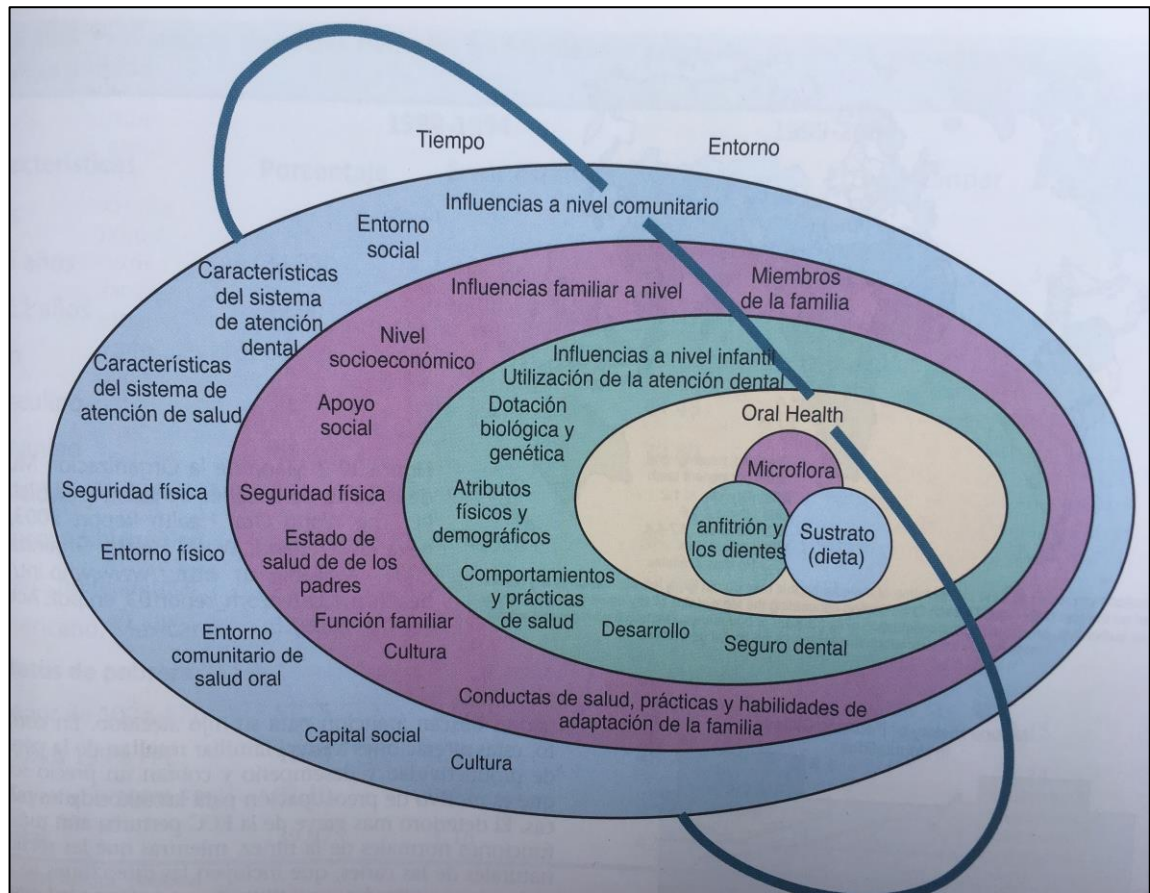 Tiempo
Entorno
Influencias a nivel comunitario
Entorno
social
Características
del sistema
de atención
dental
Características
del sistema de
atención de salud
Seguridad física
Entorno físico
Entorno
comunitario de
salud oral
Capital social
Cultura
Influencias familiar a nivel
Miembros
de la familia
Nivel
socioeconómico
Apoyo
social
Seguridad física
Estado de
salud de de los
padres
Función familiar
Cultura
Conductas de salud, prácticas y habilidades de
adaptación de la familia
Influencias a nivel infantil
Utilización de la atención dental
Dotación
biológica y
genética
Atributos
físicos y
demográficos
Comportamientos
y prácticas
de salud
Desarrollo
Seguro dental
Oral Health
Microflora
anfitrión y
los dientes
Sustrato
(dieta)